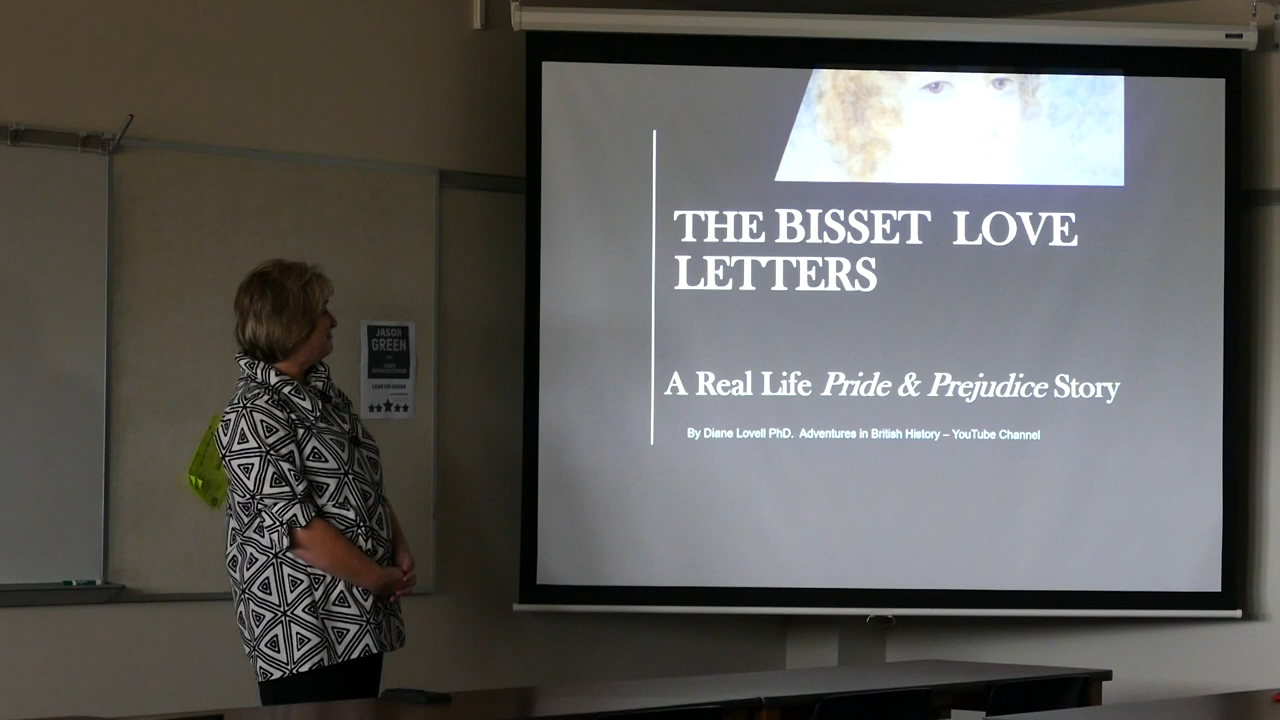 THE BISSET LOVE
LETTERS
A Real Life Pride & Prejudice Story
By Diane Lovell PhD. Adventures in British History – YouTube Channel
JASON
GREEN